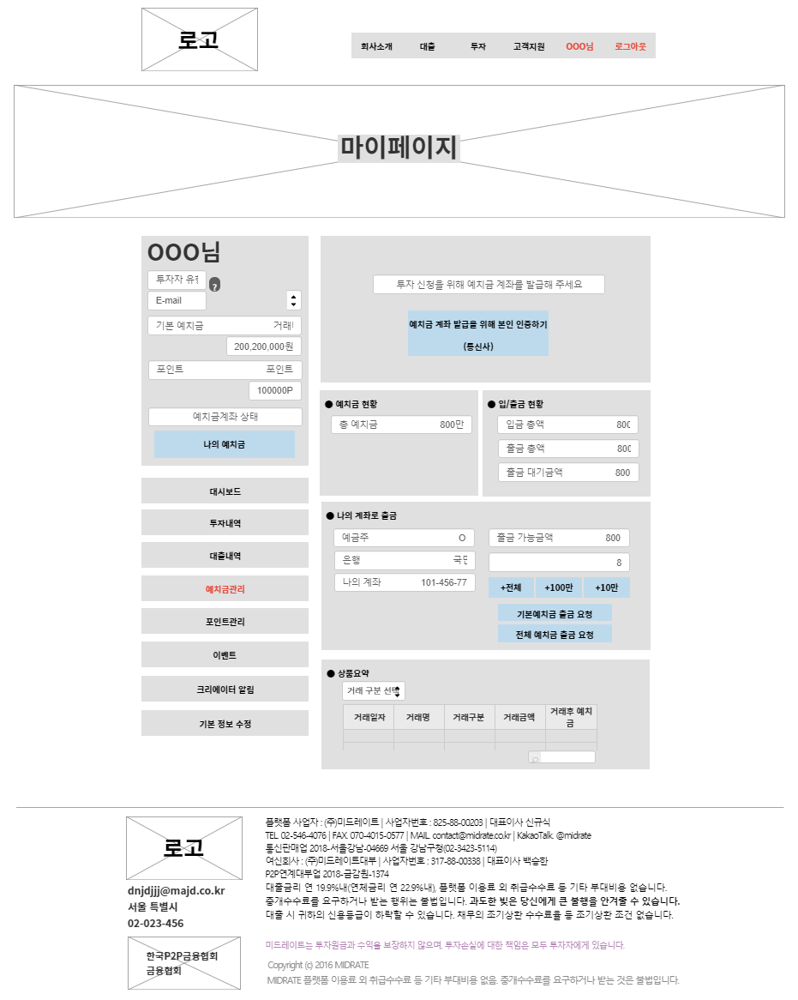 로고
회사소개 대출 투자 고객지원 OOO님 로그아웃
마이페이지
OOO님
투자자 유형
?
E-mail
기본 예치금 거래
200,200,000원
포인트 포인트
100000P
예치금계좌 상태
나의 예치금
대시보드
투자내역
대출내역
예치금관리
포인트관리
이벤트
크리에이터 알림
기본 정보 수정
투자 신청을 위해 예치금 계좌를 발급해 주세요
예치금 계좌 발급을 위해 본인 인증하기
(통신사)
● 예치금 현황
총 예치금 800만
● 입/출금 현황
입금 총액 800
출금 총액 800
출금 대기금액 800
● 나의 계좌로 출금
예금주 O
은행 국민
나의 계좌 101-456-77
출금 가능금액 800
8
+전체 +100만 +10만
기본예치금 출금 요청
전체 예치금 출금 요청
● 상품요약
거래 구분 선택
거래일자 거래명 거래구분 거래금액 거래후 예치
금
로고
dnjdjjj@majd.co.kr
서울 특별시
02-023-456
한국P2P금융협회
금융협회
플랫폼 사업자 : (주)미드레이트 | 사업자번호 : 825-88-00203 | 대표이사 신규식
TEL. 02-546-4076 | FAX. 070-4015-0577 | MAIL. contact@midrate.co.kr | KakaoTalk. @midrate
통신판매업 2018-서울강남-04669 서울 강남구청(02-3423-5114)
여신회사 : (주)미드레이트대부 | 사업자번호 : 317-88-00338 | 대표이사 백승한
P2P연계대부업 2018-금감원-1374
대출금리 연 19.9%내(연체금리 연 22.9%내), 플랫폼 이용료 외 취급수수료 등 기타 부대비용 없습니다.
중개수수료를 요구하거나 받는 행위는 불법입니다. 과도한 빚은 당신에게 큰 불행을 안겨줄 수 있습니다.
대출 시 귀하의 신용등급이 하락할 수 있습니다. 채무의 조기상환 수수료율 등 조기상환 조건 없습니다.
미드레이트는 투자원금과 수익을 보장하지 않으며, 투자손실에 대한 책임은 모두 투자자에게 있습니다.
Copyright (c) 2016 MIDRATE
MIDRATE 플랫폼 이용료 외 취급수수료 등 기타 부대비용 없음. 중개수수료를 요구하거나 받는 것은 불법입니다.